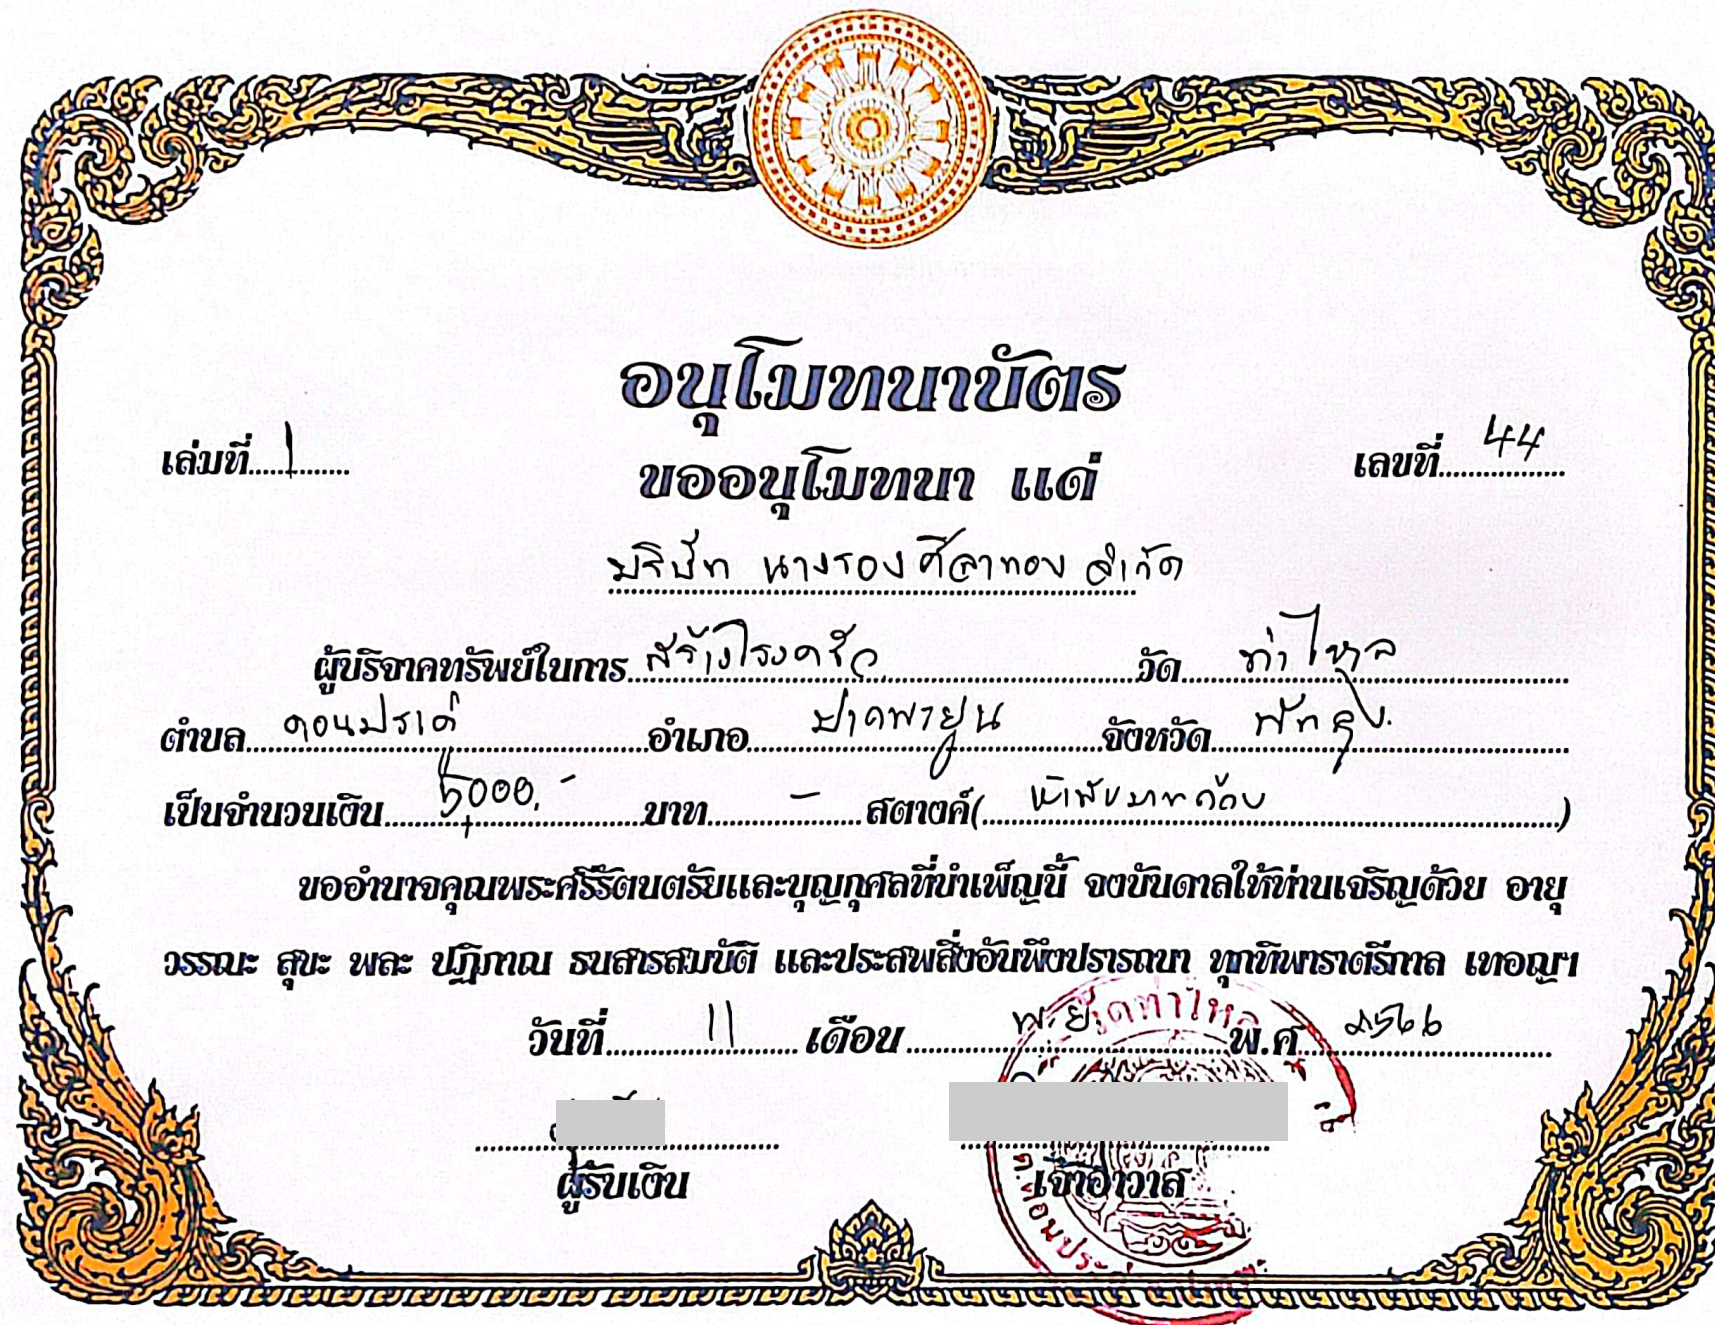 อนุโมทนาบัตร
เล่มที่ 1 เลขที่ 44
ขออนุโมทนา แด่
บริษัท นางรองศิลาทอง จำกัด
ผู้บริจาคทรัพย์ในการ สร้างโรงครัว วัด ท่าไหล
ตำบล ดอนประดู่ อำเภอ ปากพะยูน จังหวัด พัทลุง
เป็นจำนวนเงิน 5,000.- บาท - สตางค์( ห้าพันบาทถ้วน )
ขออำนาจคุณพระศรีรัตนตรัยและบุญกุศลที่บำเพ็ญนี้ จงบันดาลให้ท่านเจริญด้วย อายุ
วรรณะ สุขะ พละ ปฏิภาณ ธนสารสมบัติ และประสพสิ่งอันพึงปรารถนา ทุกทิพาราตรีกาล เทอญฯ
วันที่ 11 เดือน พ.ย. พ.ศ. 2566
ผู้รับเงิน เจ้าอาวาส
วัดท่าไหล